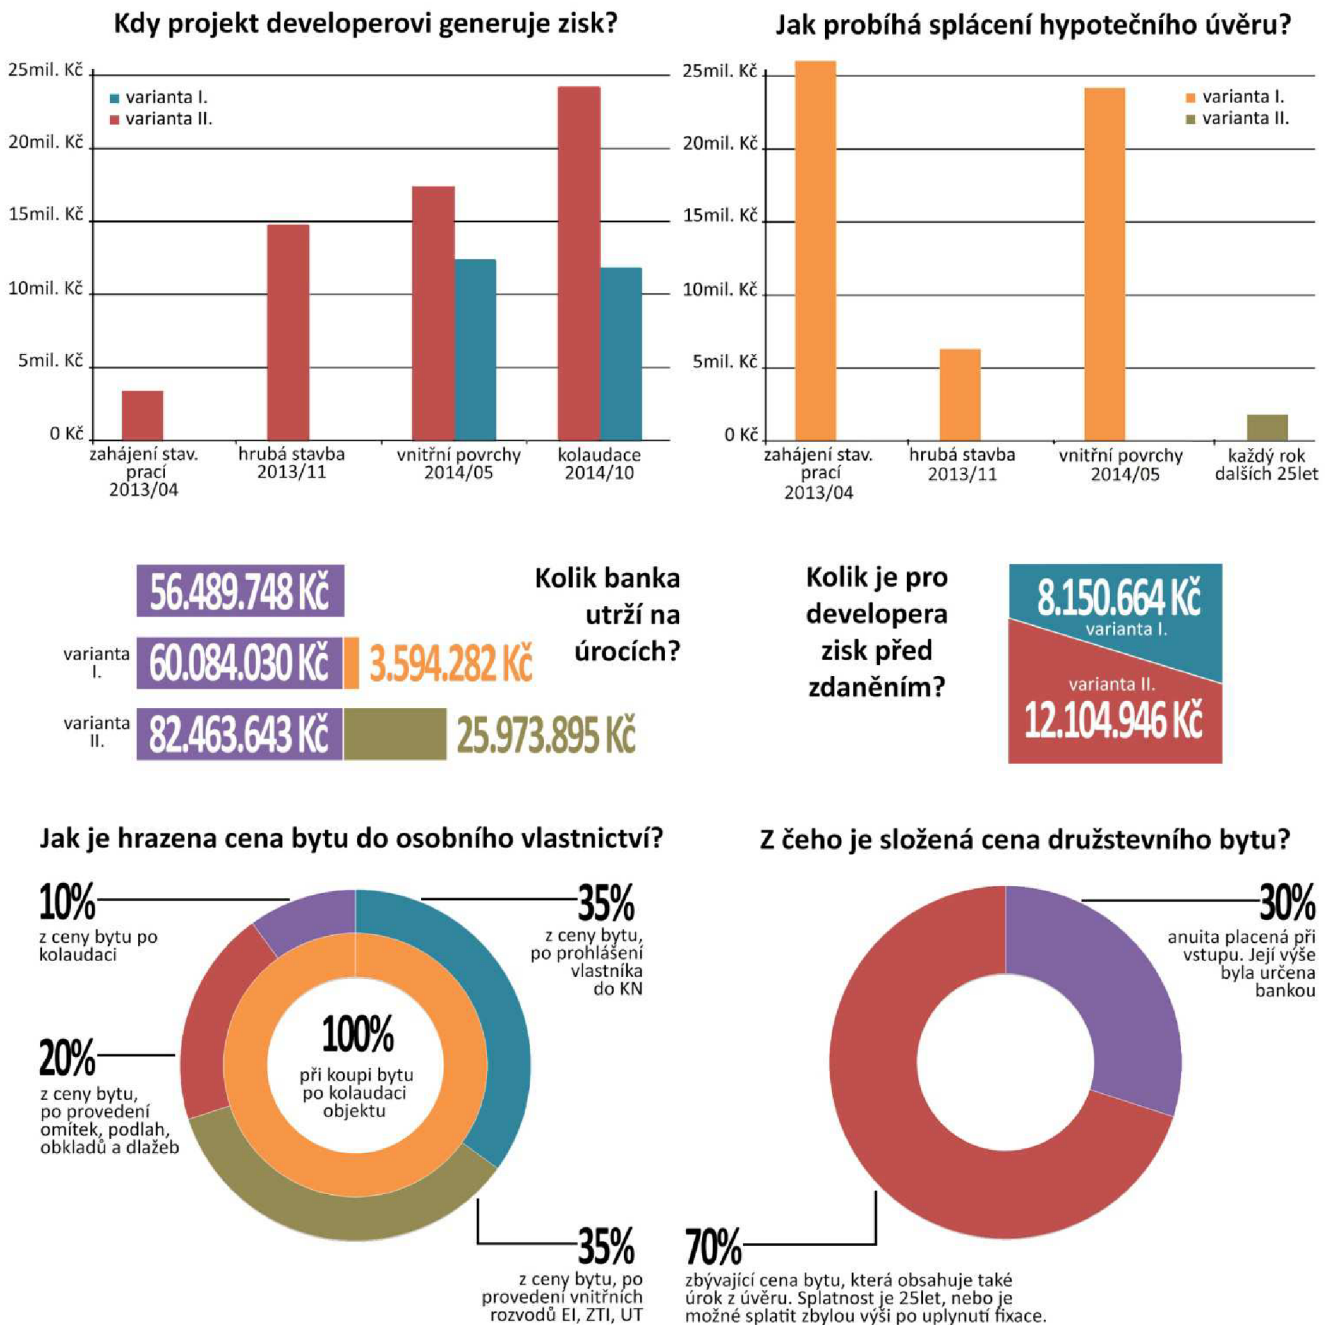 Kdy projekt developerovi generuje zisk?
25mil. Kč
20mil. Kč
15mil. Kč
10mil. Kč
5mil. Kč
0 Kč
varianta I.
varianta II.
zahájení stav.
prací
2013/04
hrubá stavba
2013/11
vnitřní povrchy
2014/05
kolaudace
2014/10
Jak probíhá splácení hypotečního úvěru?
25mil. Kč
20mil. Kč
15mil. Kč
10mil. Kč
5mil. Kč
0 Kč
varianta I.
varianta II.
zahájení stav.
prací
2013/04
hrubá stavba
2013/11
vnitřní povrchy
2014/05
každý rok
dalších 25let
56.489.748 Kč
varianta
I.
60.084.030 Kč
3.594.282 Kč
varianta
II.
82.463.643 Kč
25.973.895 Kč
Kolik banka
utrží na
úrocích?
Kolik je pro
developera
zisk před
zdaněním?
8.150.664 Kč
varianta I.
varianta II.
12.104.946 Kč
Jak je hrazena cena bytu do osobního vlastnictví?
10%
z ceny bytu po
kolaudaci
35%
z ceny bytu,
po prohlášení
vlastníka
do KN
20%
z ceny bytu,
po provedení
omítek, podlah,
obkladů a dlažeb
100%
při koupi bytu
po kolaudaci
objektu
35%
z ceny bytu, po
provedení vnitřních
rozvodů EI, ZTI, UT
Z čeho je složená cena družstevního bytu?
30%
anuita placená při
vstupu. Její výše
byla určena
bankou
70%
zbývající cena bytu, která obsahuje také
úrok z úvěru. Splatnost je 25let, nebo je
možné splatit zbylou výši po uplynutí fixace.